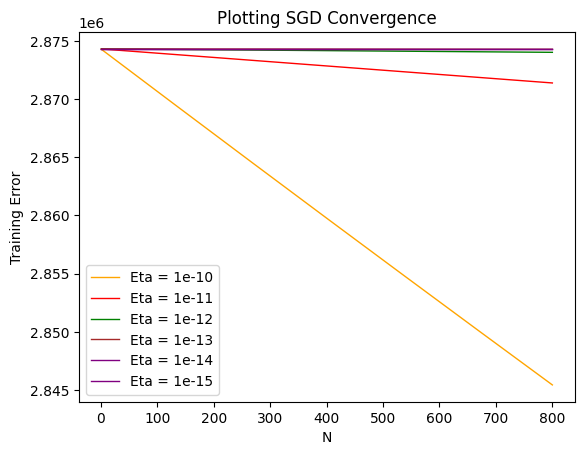 Plotting SGD Convergence
1e6
2.875
2.870
2.865
2.860
2.855
2.850
2.845
Training Error
Eta = 1e-10
Eta = 1e-11
Eta = 1e-12
Eta = 1e-13
Eta = 1e-14
Eta = 1e-15
0 100 200 300 400 500 600 700 800
N